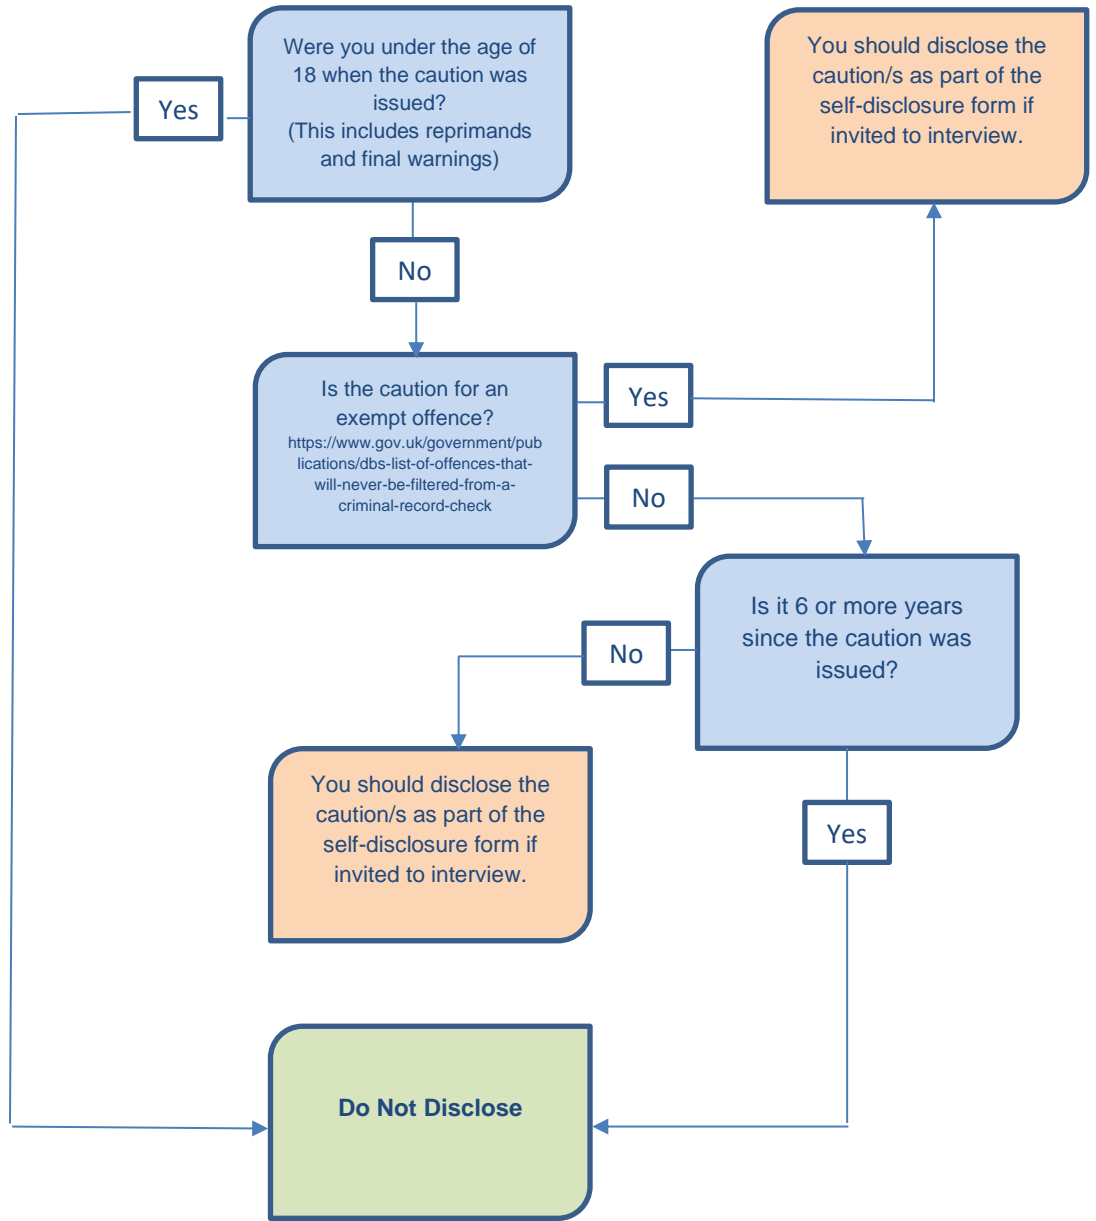 Were you under the age of
18 when the caution was
issued?
(This includes reprimands
and final warnings)
You should disclose the
caution/s as part of the
self-disclosure form if
invited to interview.
Yes
No
Is the caution for an
exempt offence?
https://www.gov.uk/government/pub
lications/dbs-list-of-offences-that-
will-never-be-filtered-from-a-
criminal-record-check
Yes
No
Is it 6 or more years
since the caution was
issued?
No
You should disclose the
caution/s as part of the
self-disclosure form if
invited to interview.
Yes
Do Not Disclose